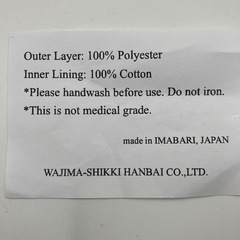 Outer Layer: 100% Polyester
Inner Lining: 100% Cotton
*Please handwash before use. Do not iron.
*This is not medical grade.
made in IMABARI, JAPAN
WAJIMA-SHIKKI HANBAI CO.,LTD.